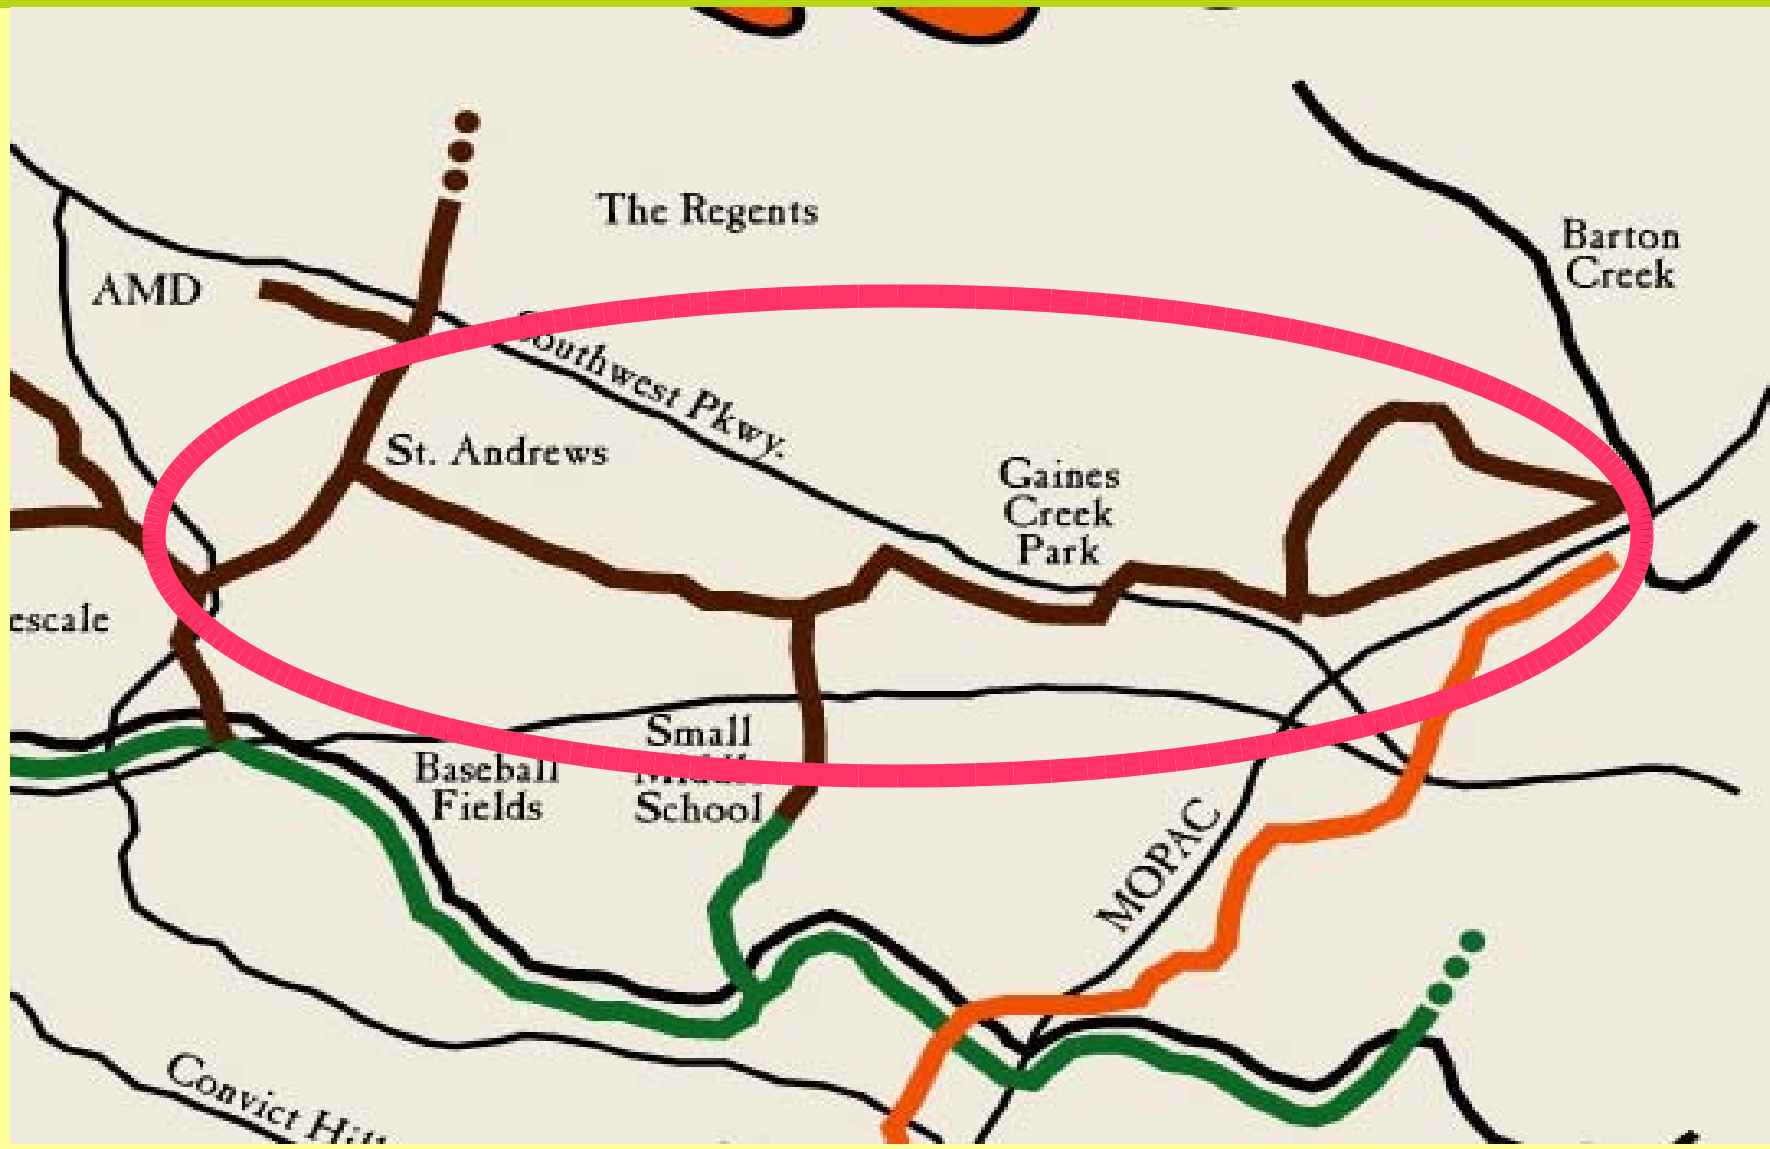 The Regents
Barton
Creek
AMD
Southwest Pkwy.
St. Andrews
Gaines
Creek
Park
escale
Small
School
Baseball
Fields
MOPAC
Convict Hill